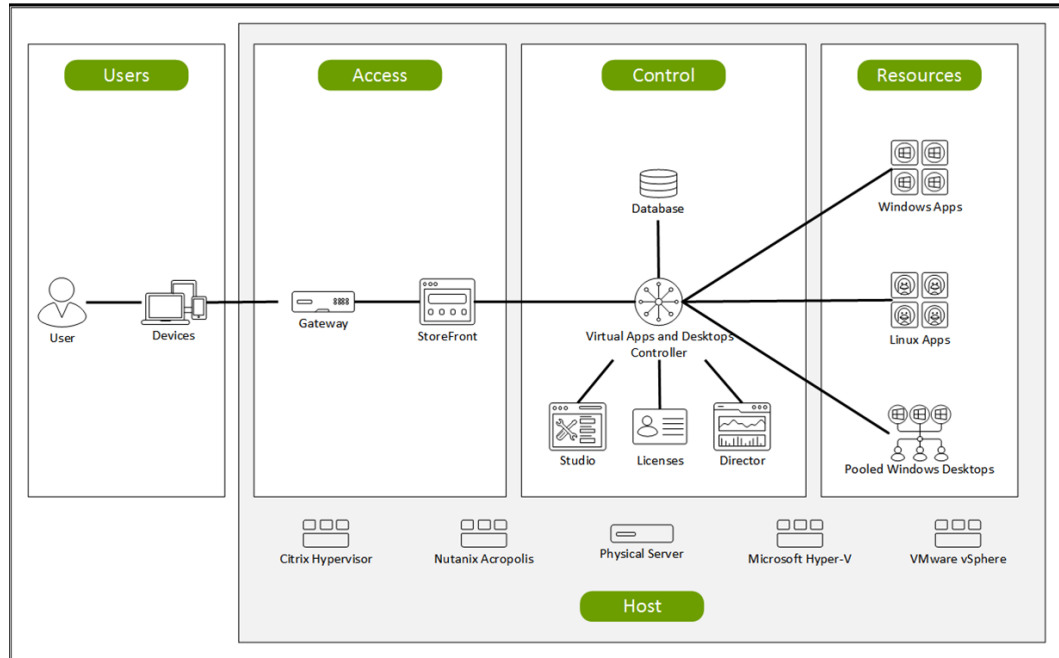 Users
Access
Control
Resources
Database
Windows Apps
User
Devices
Gateway
StoreFront
Virtual Apps and Desktops
Controller
Linux Apps
Studio
Licenses
Director
Pooled Windows Desktops
Citrix Hypervisor
Nutanix Acropolis
Physical Server
Microsoft Hyper-V
VMware vSphere
Host